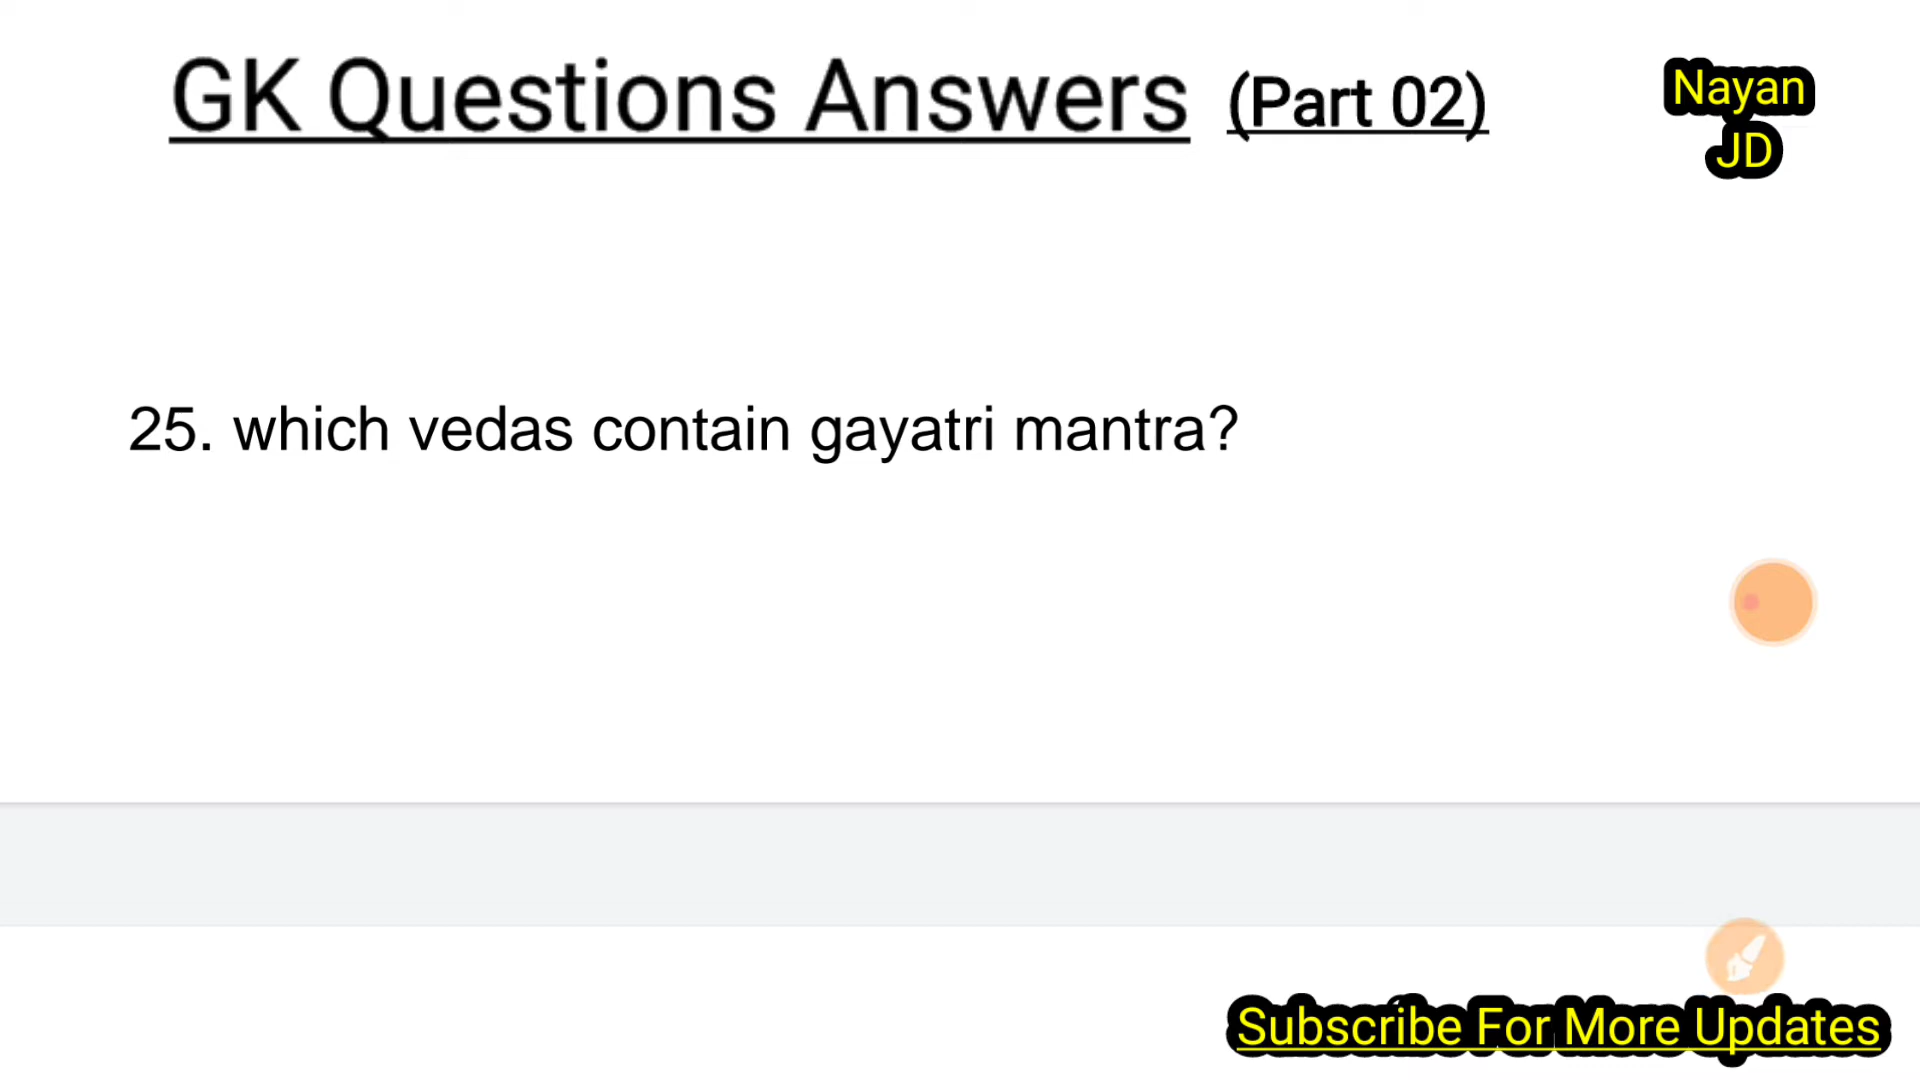 GK Questions Answers (Part 02)
Nayan
JD
25. which vedas contain gayatri mantra?
Subscribe For More Updates